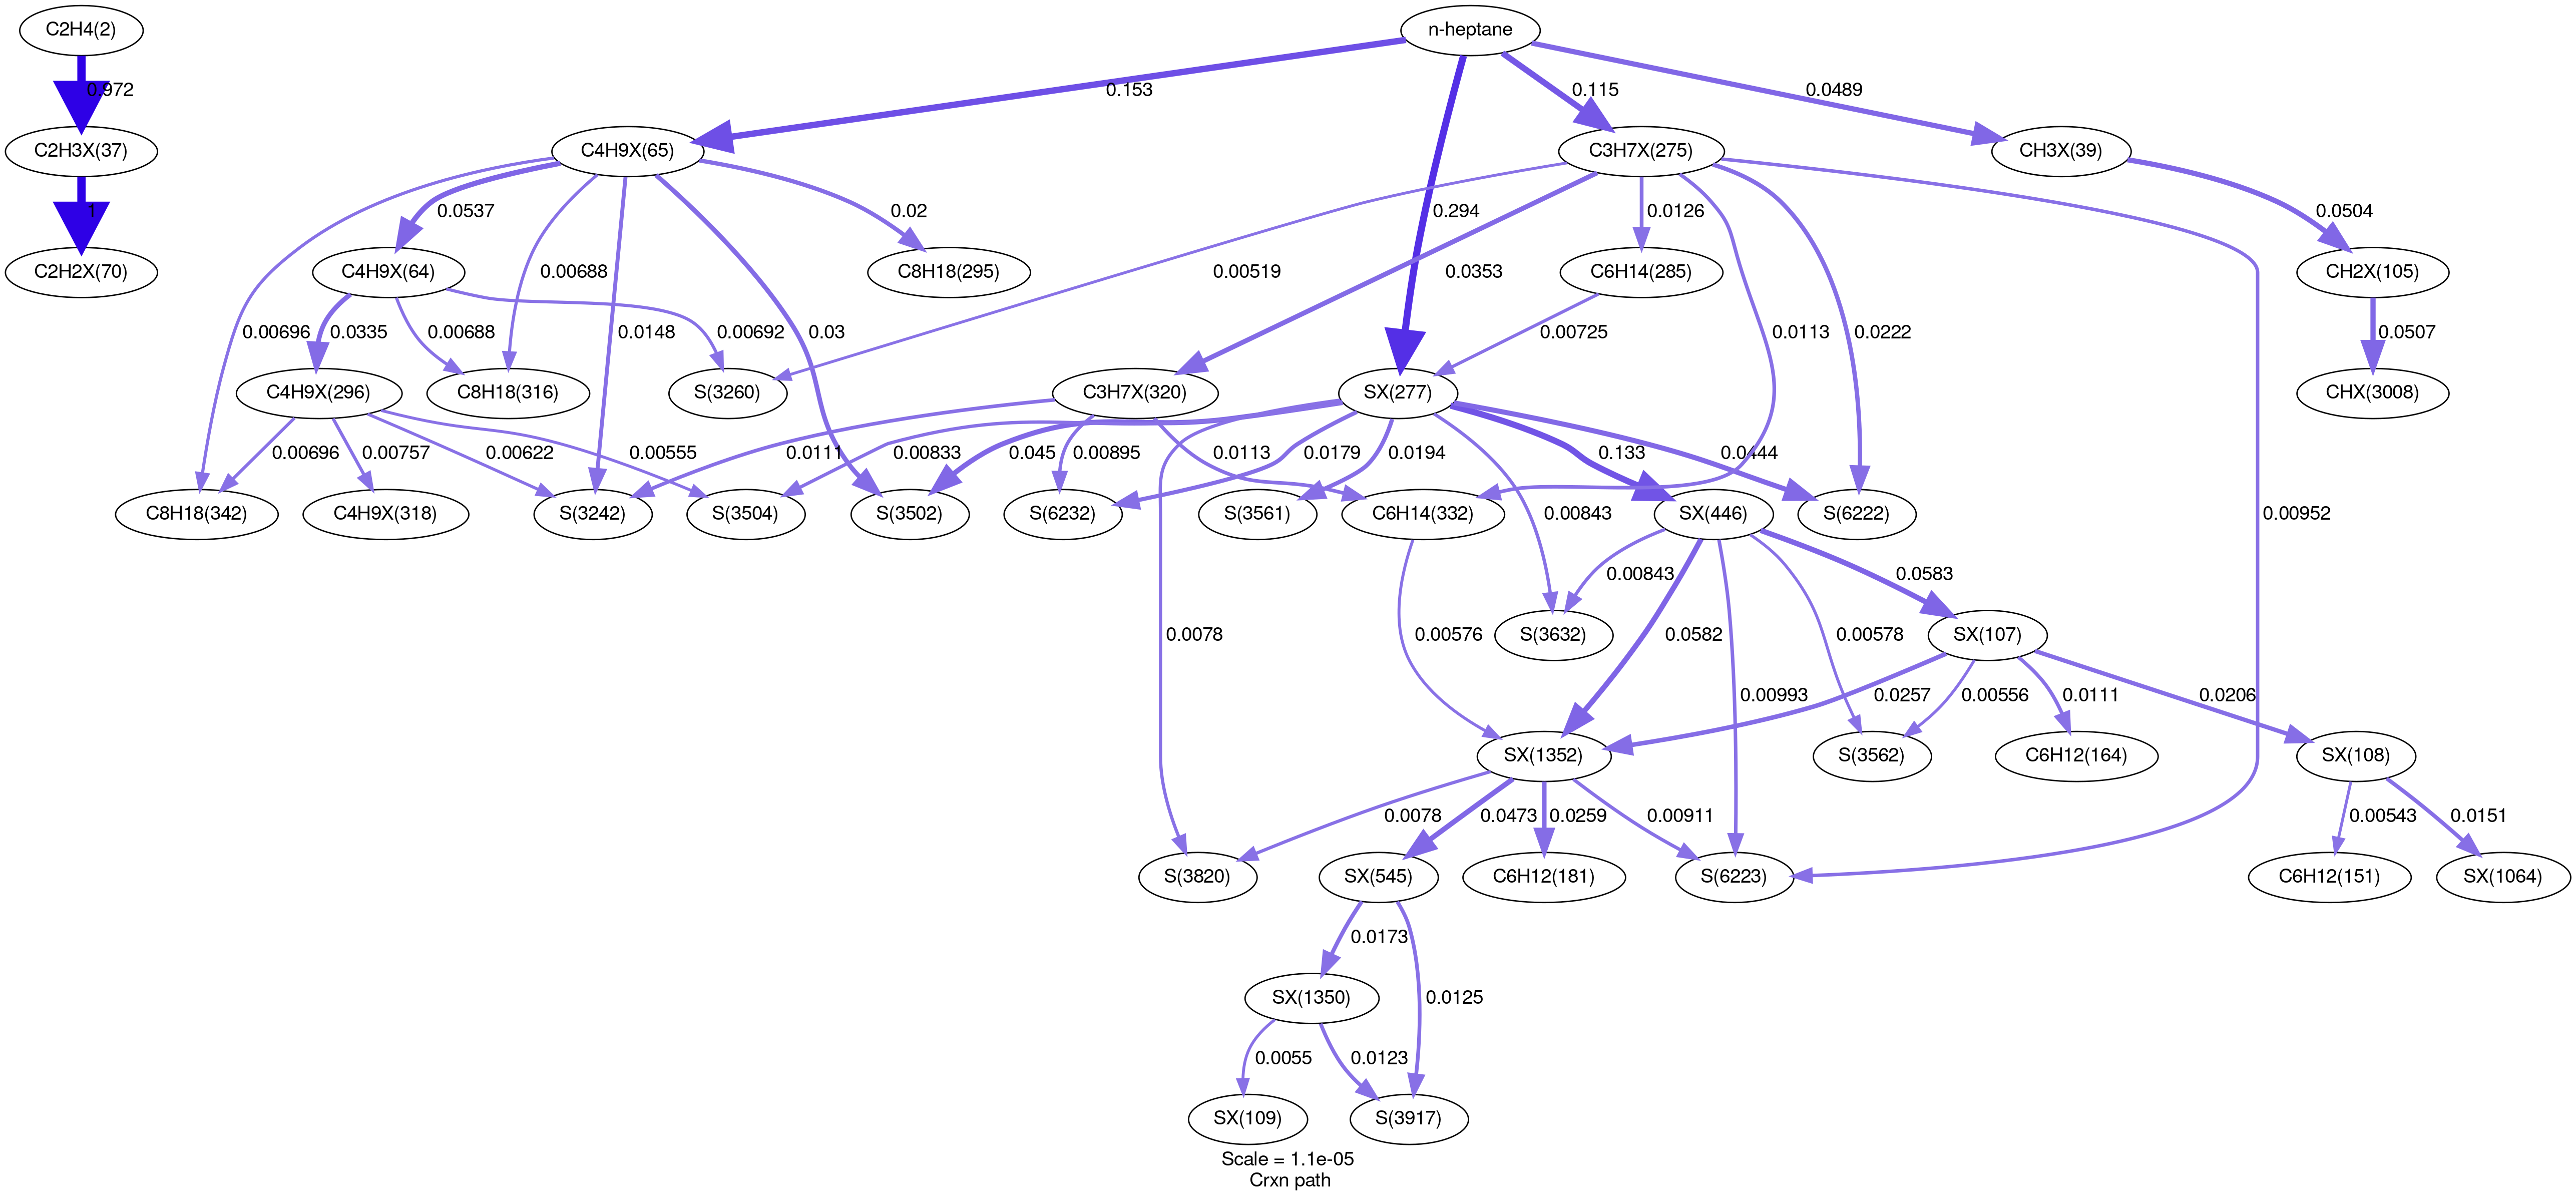 C2H4(2)
n-heptane
0.972
0.153
0.115
0.0489
C2H3X(37)
C4H9X(65)
C3H7X(275)
CH3X(39)
1
0.0537
0.02
0.294
0.0126
0.0504
C2H2X(70)
C4H9X(64)
C8H18(295)
0.00688
0.00519
0.0353
C6H14(285)
CH2X(105)
0.00696
0.0335
0.00688
0.0148
0.00692
0.03
0.00725
0.0113
0.0222
0.0507
C4H9X(296)
C8H18(316)
S(3260)
C3H7X(320)
SX(277)
CHX(3008)
0.00696
0.00757
0.00622
0.00555
0.0111
0.00833
0.045
0.00895
0.0113
0.0179
0.0194
0.133
0.0444
C8H18(342)
C4H9X(318)
S(3242)
S(3504)
S(3502)
S(6232)
S(3561)
C6H14(332)
0.00843
SX(446)
S(6222)
0.00952
0.00843
0.0583
0.0078
0.00576
S(3632)
0.0582
0.00578
SX(107)
0.00993
0.0257
0.00556
0.0111
0.0206
SX(1352)
S(3562)
C6H12(164)
SX(108)
0.0078
0.0473
0.0259
0.00911
0.00543
0.0151
S(3820)
SX(545)
C6H12(181)
S(6223)
C6H12(151)
SX(1064)
0.0173
0.0125
SX(1350)
0.0055
0.0123
SX(109)
S(3917)
Scale = 1.1e-05
Crxn path